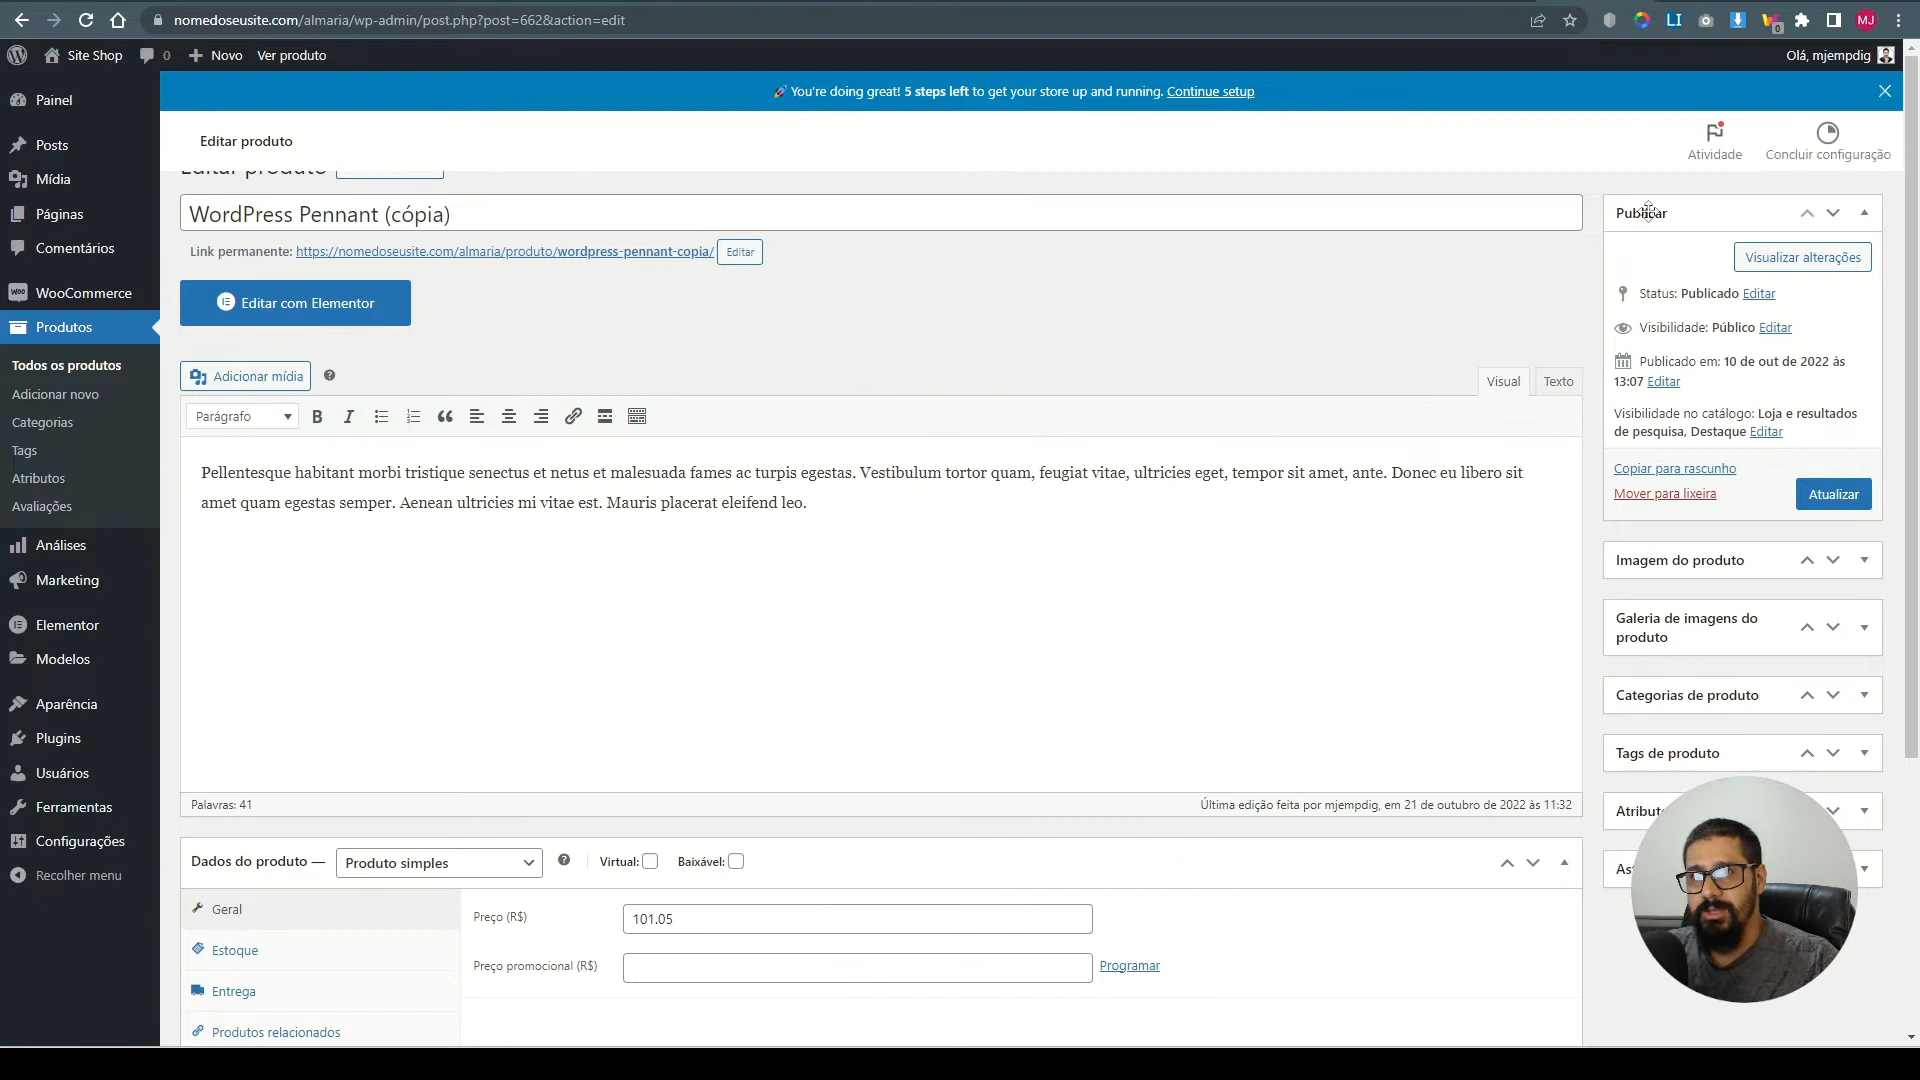 nomedoseusite.com/almaria/wp-admin/post.php?post=662&action=edit
LI
0
MJ
Site Shop
0
Novo
Ver produto
Olá, mjempdig
You're doing great! 5 steps left to get your store up and running. Continue setup
Painel
Posts
Mídia
Páginas
Comentários
WooCommerce
Produtos
Todos os produtos
Adicionar novo
Categorias
Tags
Atributos
Avaliações
Análises
Marketing
Elementor
Modelos
Aparência
Plugins
Usuários
Ferramentas
Configurações
Recolher menu
Editar produto
Atividade
Concluir configuração
Editar produto
WordPress Pennant (cópia)
Link permanente: https://nomedoseusite.com/almaria/produto/wordpress-pennant-copia/ Editar
Editar com Elementor
Adicionar mídia
Visual
Texto
Parágrafo
Pellentesque habitant morbi tristique senectus et netus et malesuada fames ac turpis egestas. Vestibulum tortor quam, feugiat vitae, ultricies eget, tempor sit amet, ante. Donec eu libero sit
amet quam egestas semper. Aenean ultricies mi vitae est. Mauris placerat eleifend leo.
Palavras: 41
Última edição feita por mjempdig, em 21 de outubro de 2022 às 11:32
Dados do produto —
Produto simples
Virtual:
Baixável:
Geral
Estoque
Entrega
Produtos relacionados
Preço (R$)
101.05
Preço promocional (R$)
Programar
Publicar
Visualizar alterações
Status: Publicado Editar
Visibilidade: Público Editar
Publicado em: 10 de out de 2022 às
13:07 Editar
Visibilidade no catálogo: Loja e resultados
de pesquisa, Destaque Editar
Copiar para rascunho
Mover para lixeira
Atualizar
Imagem do produto
Galeria de imagens do
produto
Categorias de produto
Tags de produto